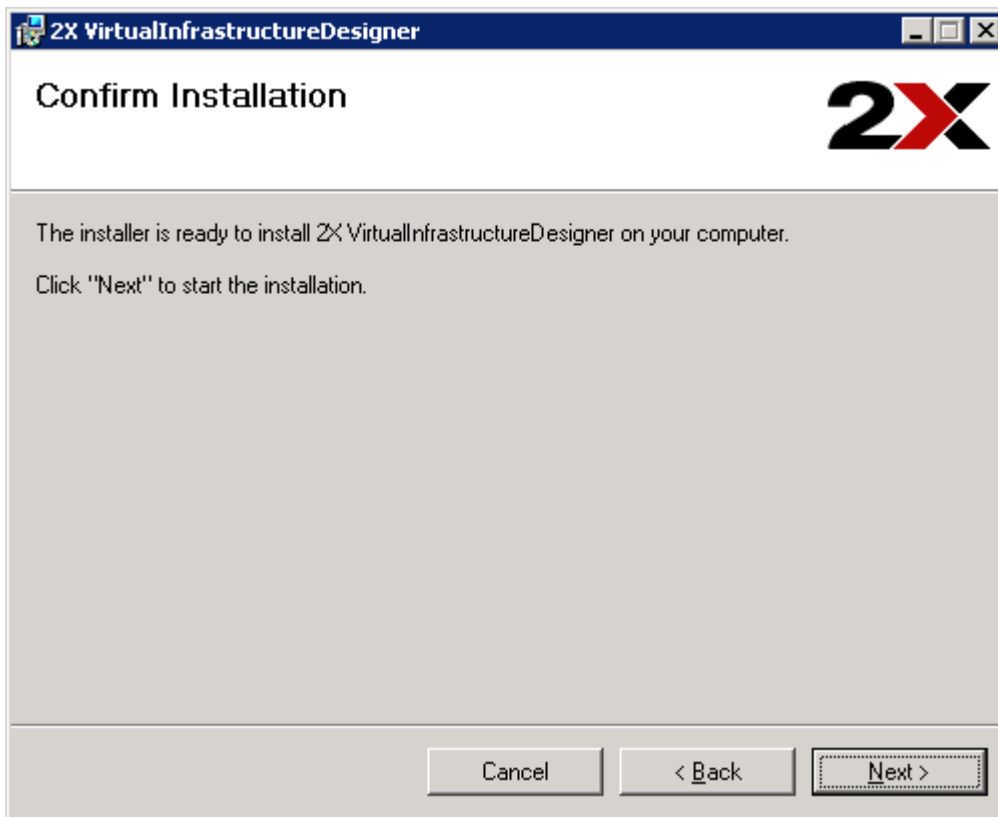 2X VirtualInfrastructureDesigner
Confirm Installation
2X
The installer is ready to install 2X VirtualInfrastructureDesigner on your computer.
Click "Next" to start the installation.
Cancel
< Back
Next >